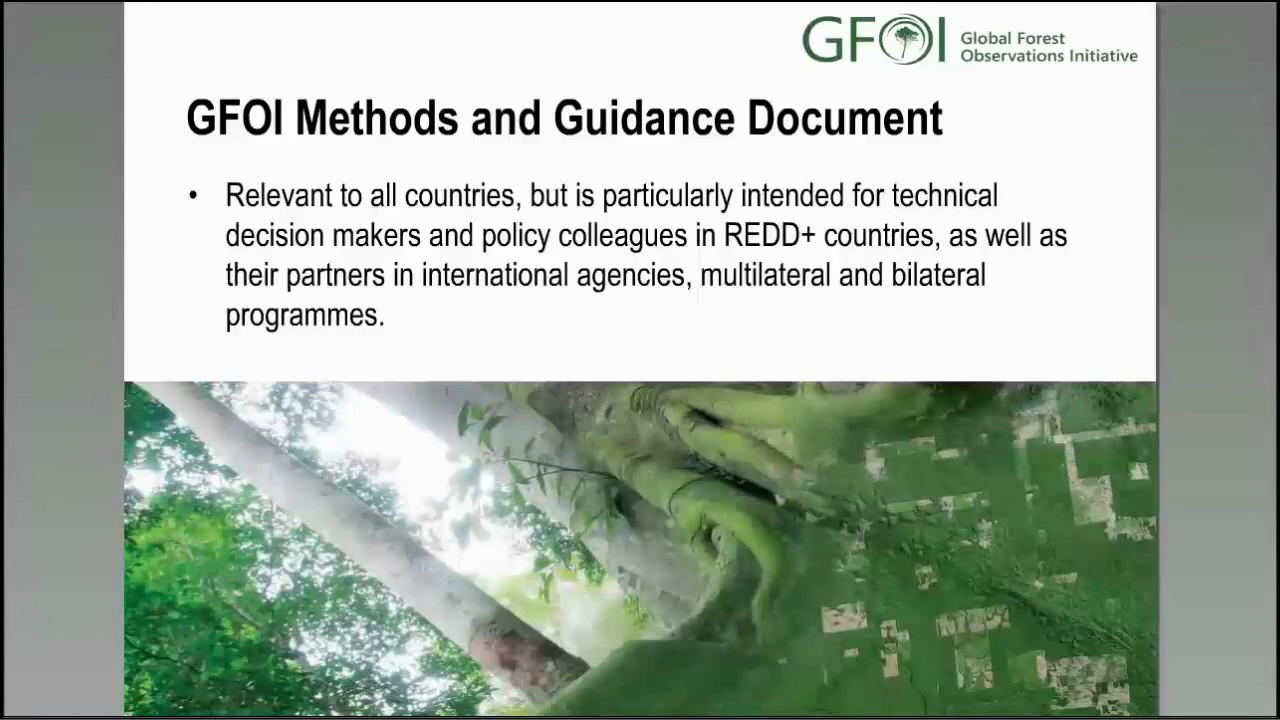 GFOI
Global Forest
Observations Initiative
GFOI Methods and Guidance Document
• Relevant to all countries, but is particularly intended for technical
decision makers and policy colleagues in REDD+ countries, as well as
their partners in international agencies, multilateral and bilateral
programmes.